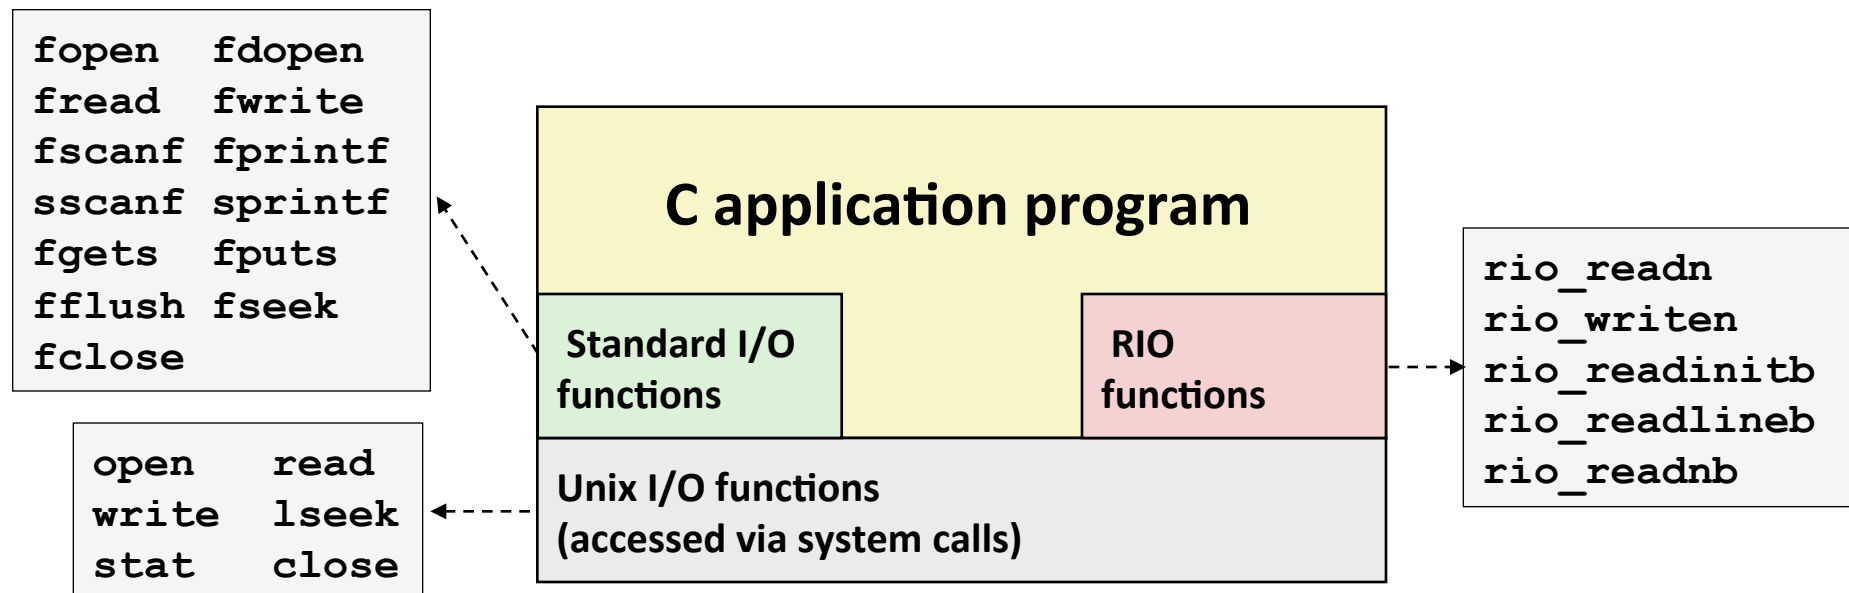 fopen fdopen
fread fwrite
fscanf fprintf
sscanf sprintf
fgets fputs
fflush fseek
fclose
C application program
Standard I/O
functions
RIO
functions
rio_readn
rio_writen
rio_readinitb
rio_readlineb
rio_readnb
open read
write lseek
stat close
Unix I/O functions
(accessed via system calls)